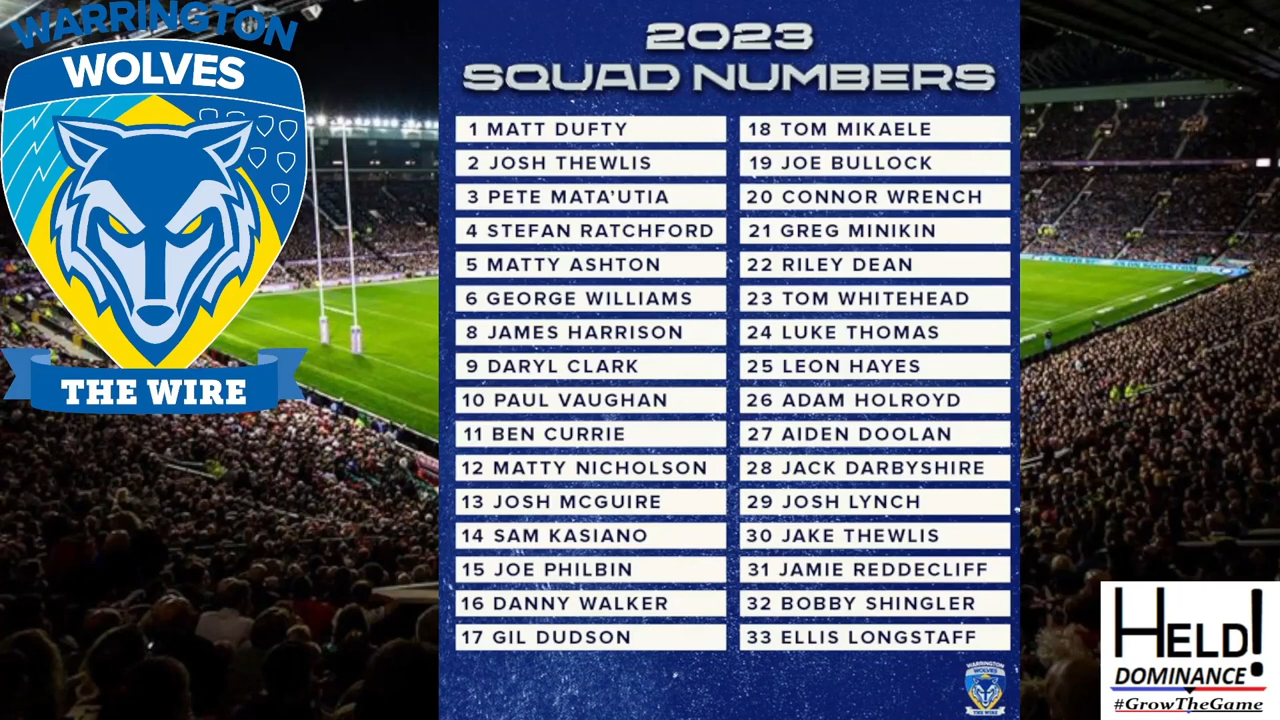 WARRINGTON
WOLVES
THE WIRE
2023
SQUAD NUMBERS
1 MATT DUFTY
2 JOSH THEWLIS
3 PETE MATA'UTIA
4 STEFAN RATCHFORD
5 MATTY ASHTON
6 GEORGE WILLIAMS
8 JAMES HARRISON
9 DARYL CLARK
10 PAUL VAUGHAN
11 BEN CURRIE
12 MATTY NICHOLSON
13 JOSH MCGUIRE
14 SAM KASIANO
15 JOE PHILBIN
16 DANNY WALKER
17 GIL DUDSON
18 TOM MIKAELE
19 JOE BULLOCK
20 CONNOR WRENCH
21 GREG MINIKIN
22 RILEY DEAN
23 TOM WHITEHEAD
24 LUKE THOMAS
25 LEON HAYES
26 ADAM HOLROYD
27 AIDEN DOOLAN
28 JACK DARBYSHIRE
29 JOSH LYNCH
30 JAKE THEWLIS
31 JAMIE REDDECLIFF
32 BOBBY SHINGLER
33 ELLIS LONGSTAFF
WARRINGTON
WOLVES
THE WIRE
HELD!
DOMINANCE
#GrowTheGame